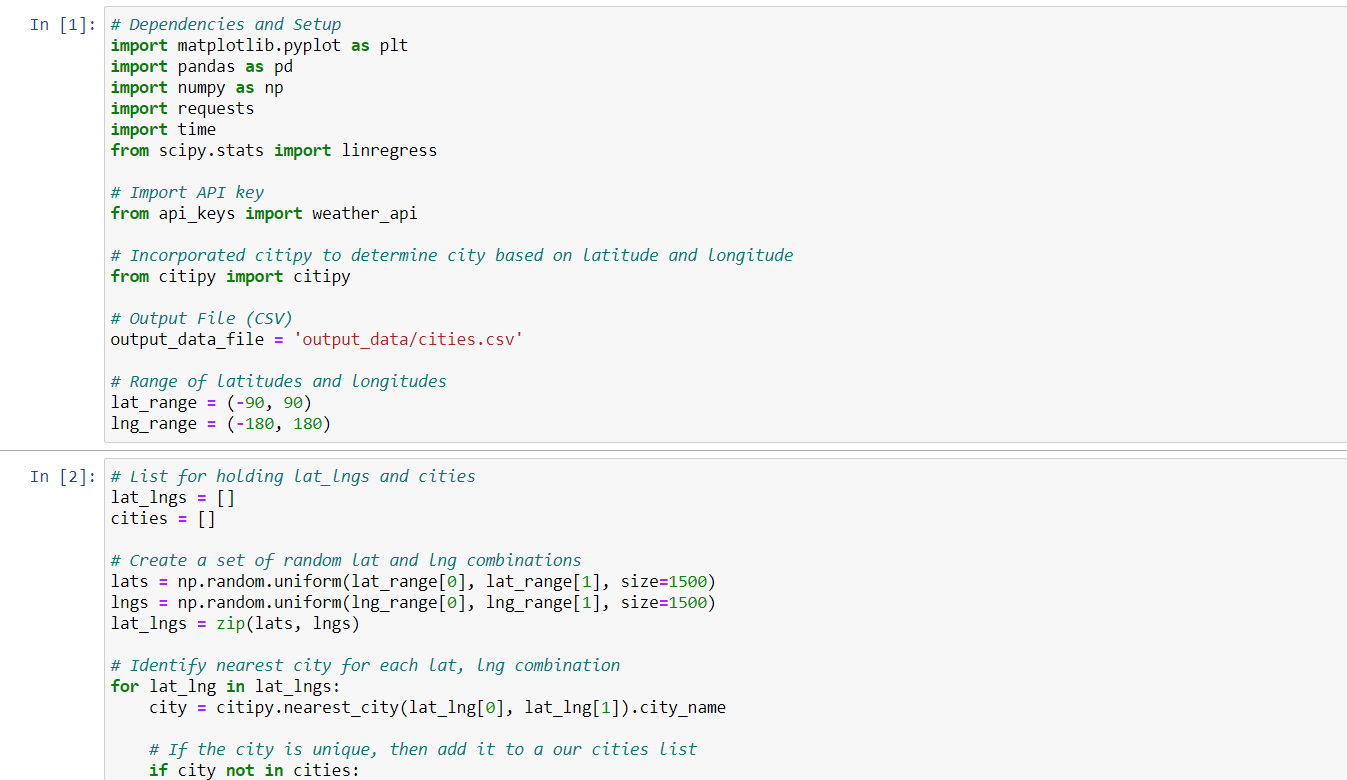 In [1]:
# Dependencies and Setup
import matplotlib.pyplot as plt
import pandas as pd
import numpy as np
import requests
import time
from scipy.stats import linregress

# Import API key
from api_keys import weather_api

# Incorporated citipy to determine city based on latitude and longitude
from citipy import citipy

# Output File (CSV)
output_data_file = 'output_data/cities.csv'

# Range of latitudes and longitudes
lat_range = (-90, 90)
lng_range = (-180, 180)

In [2]:
# List for holding lat_lngs and cities
lat_lngs = []
cities = []

# Create a set of random lat and lng combinations
lats = np.random.uniform(lat_range[0], lat_range[1], size=1500)
lngs = np.random.uniform(lng_range[0], lng_range[1], size=1500)
lat_lngs = zip(lats, lngs)

# Identify nearest city for each lat, lng combination
for lat_lng in lat_lngs:
    city = citipy.nearest_city(lat_lng[0], lat_lng[1]).city_name

    # If the city is unique, then add it to a our cities list
    if city not in cities: